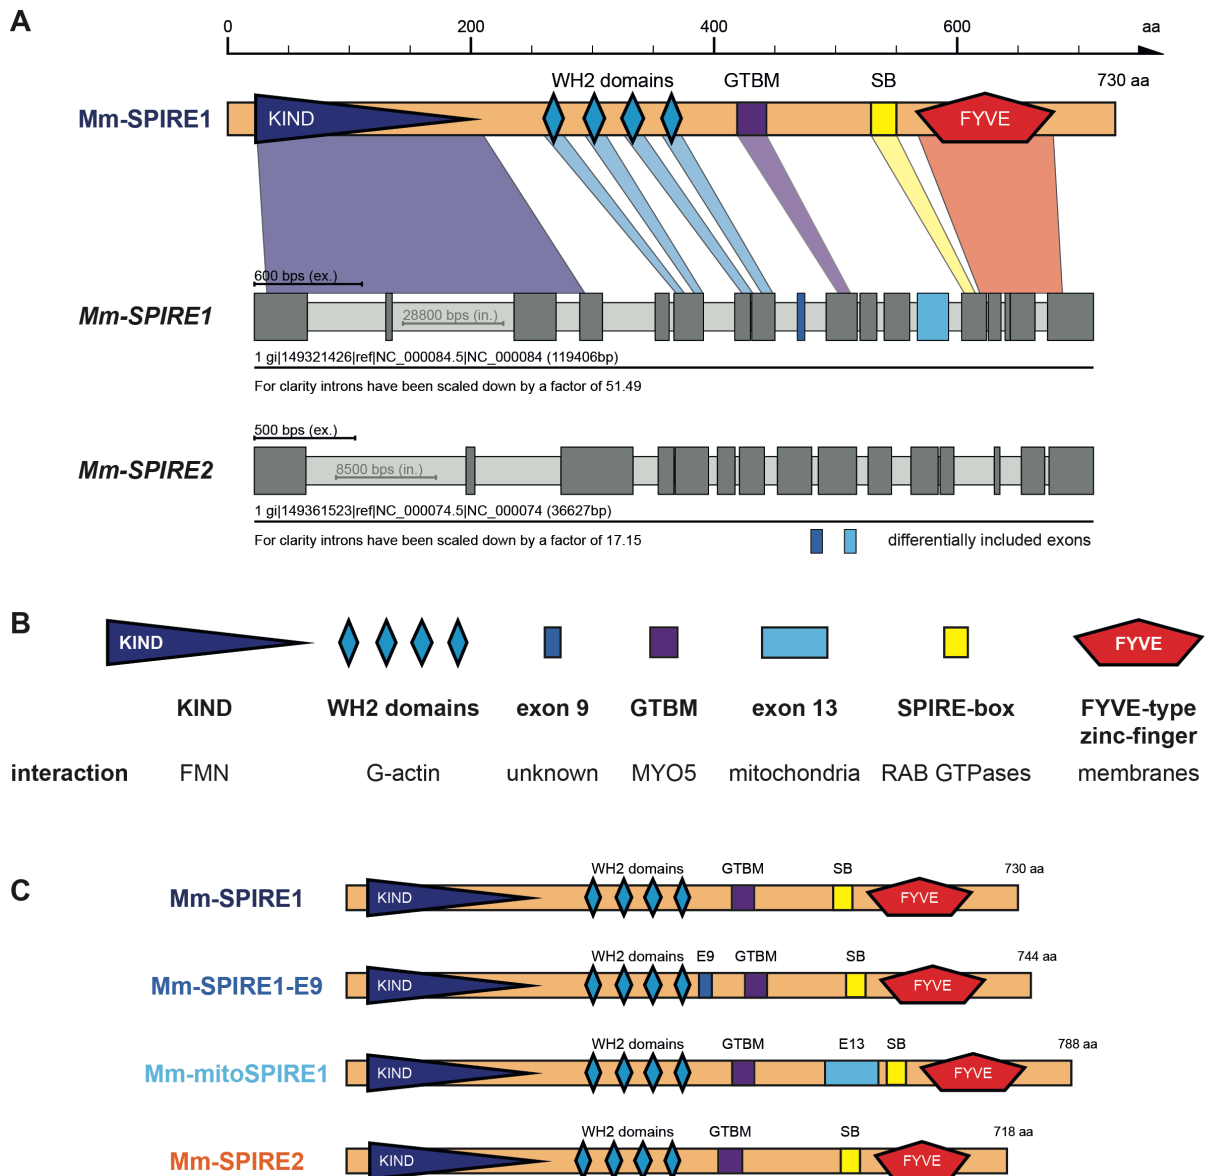 A
0 200 400 600 aa
WH2 domains GTBM SB 730 aa
Mm-SPIRE1 KIND FYVE
600 bps (ex.)
Mm-SPIRE1 28800 bps (in.)
1 gi|149321426|ref|NC_000084.5|NC_000084 (119406bp)
For clarity introns have been scaled down by a factor of 51.49
500 bps (ex.)
Mm-SPIRE2 8500 bps (in.)
1 gi|149361523|ref|NC_000074.5|NC_000074 (36627bp)
For clarity introns have been scaled down by a factor of 17.15
differentially included exons
B
KIND FYVE
KIND WH2 domains exon 9 GTBM exon 13 SPIRE-box FYVE-type
zinc-finger
interaction FMN G-actin unknown MYO5 mitochondria RAB GTPases membranes
C
WH2 domains GTBM SB 730 aa
Mm-SPIRE1 KIND FYVE
WH2 domains E9 GTBM SB 744 aa
Mm-SPIRE1-E9 KIND FYVE
WH2 domains GTBM E13 SB 788 aa
Mm-mitoSPIRE1 KIND FYVE
WH2 domains GTBM SB 718 aa
Mm-SPIRE2 KIND FYVE